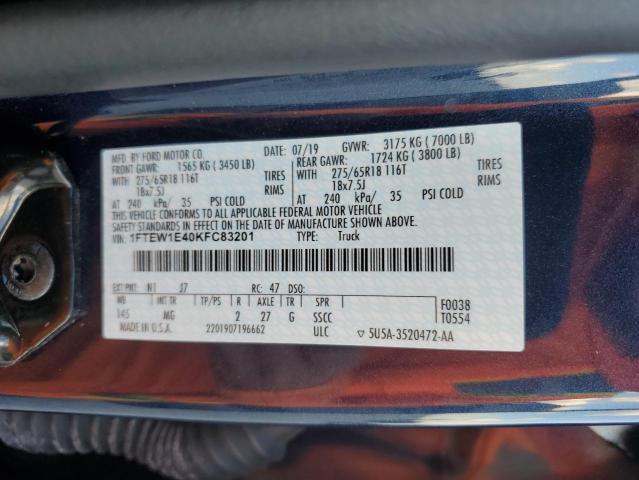 MFD. BY FORD MOTOR CO. DATE: 07/19 GVWR: 3175 KG ( 7000 LB)
FRONT GAWR: 1565 KG ( 3450 LB) REAR GAWR: 1724 KG ( 3800 LB)
WITH 275/65R18 116T TIRES WITH 275/65R18 116T TIRES
18x7.5J RIMS 18x7.5J RIMS
AT 240 kPa/ 35 PSI COLD AT 240 kPa/ 35 PSI COLD
THIS VEHICLE CONFORMS TO ALL APPLICABLE FEDERAL MOTOR VEHICLE
SAFETY STANDARDS IN EFFECT ON THE DATE OF MANUFACTURE SHOWN ABOVE.
VIN: 1FTEW1E40KFC83201 TYPE: Truck
EXT PNT: N1 J7 RC: 47 DSO: F0038
WB INT TR TP/PS R AXLE TR SPR T0554
145 MG 2 27 G SSCC
MADE IN U.S.A. 2201907196662 ULC ▽ 5U5A-3520472-AA